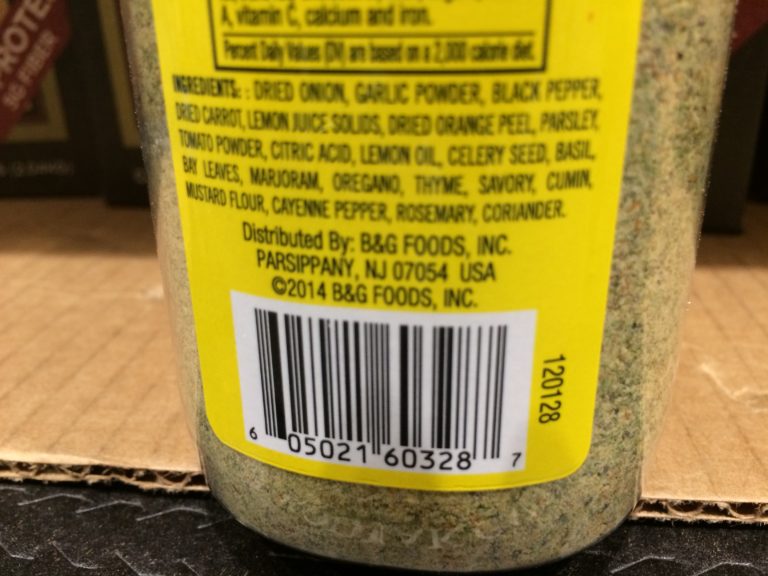 A, vitamin C, calcium and iron.
Percent Daily Values (DV) are based on a 2,000 calorie diet.
INGREDIENTS: : DRIED ONION, GARLIC POWDER, BLACK PEPPER,
DRIED CARROT, LEMON JUICE SOLIDS, DRIED ORANGE PEEL, PARSLEY,
TOMATO POWDER, CITRIC ACID, LEMON OIL, CELERY SEED, BASIL,
BAY LEAVES, MARJORAM, OREGANO, THYME, SAVORY, CUMIN,
MUSTARD FLOUR, CAYENNE PEPPER, ROSEMARY, CORIANDER.
Distributed By: B&G FOODS, INC.
PARSIPPANY, NJ 07054 USA
©2014 B&G FOODS, INC.
120128
6 05021 60328 7
5G FIBER